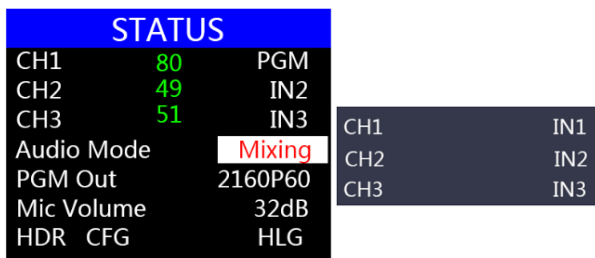 STATUS
CH1 80 PGM
CH2 49 IN2
CH3 51 IN3
Audio Mode Mixing
PGM Out 2160P60
Mic Volume 32dB
HDR CFG HLG
CH1 IN1
CH2 IN2
CH3 IN3